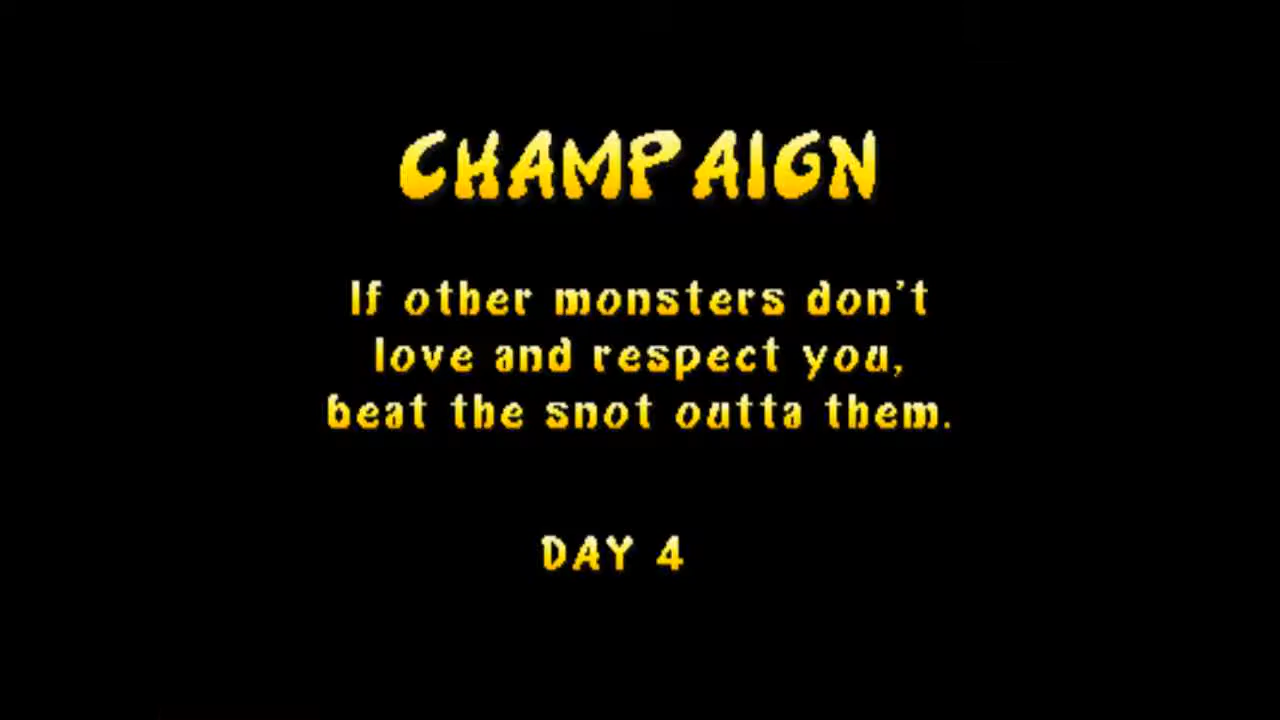 CHAMPAIGN
If other monsters don't
love and respect you,
beat the snot outta them.
DAY 4